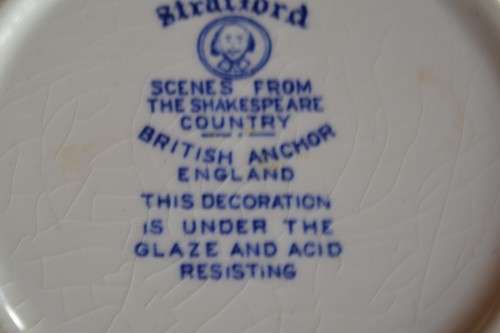 Stratford
SCENES FROM
THE SHAKESPEARE
COUNTRY
BRITISH ANCHOR
ENGLAND
THIS DECORATION
IS UNDER THE
GLAZE AND ACID
RESISTING